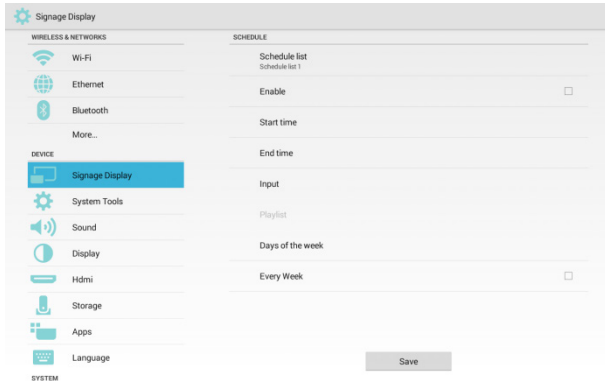 Signage Display
WIRELESS & NETWORKS
Wi-Fi
Ethernet
Bluetooth
More...
DEVICE
Signage Display
System Tools
Sound
Display
Hdmi
Storage
Apps
Language
SYSTEM
SCHEDULE
Schedule list
Schedule list 1
Enable
Start time
End time
Input
Playlist
Days of the week
Every Week
Save